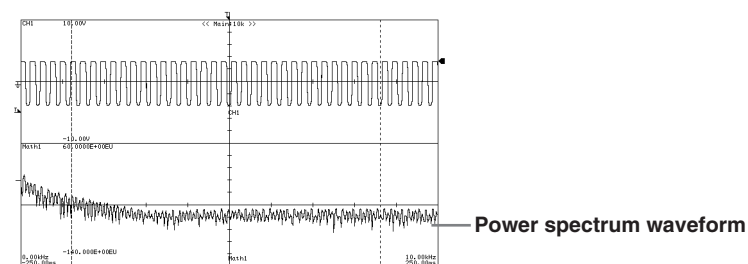 CH1 10.00V << Main:10k >>
CH1
-10.00V
Math1 60.0000E+00EU
Power spectrum waveform
-140.000E+00EU
0.00kHz Math1 10.00kHz
-250.00ms 250.00ms